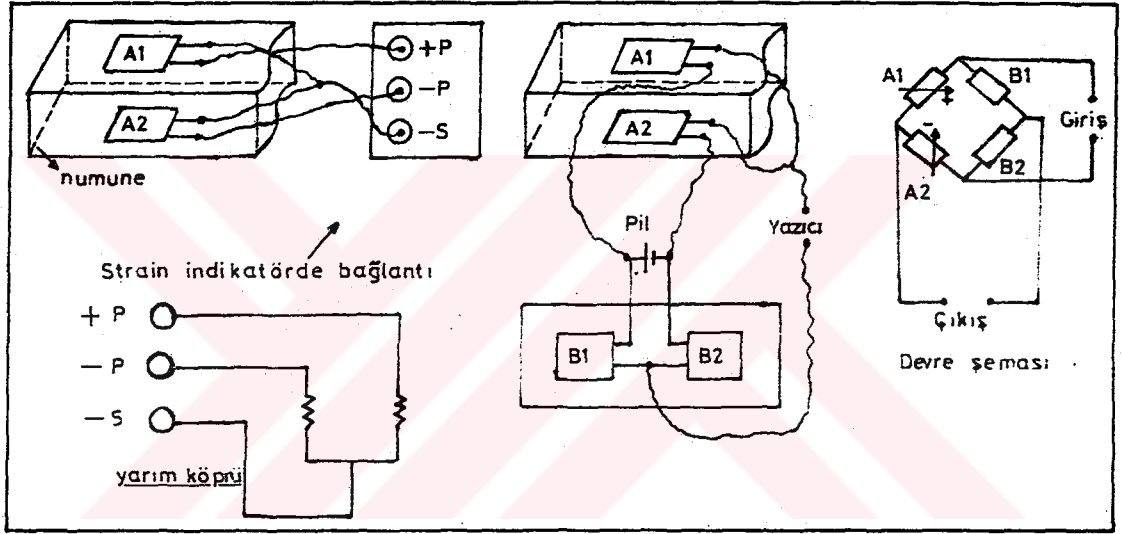 A1
A2
+P
-P
-S
numune
Strain indikatörde bağlantı
+ P
- P
- S
yarım köprü
A1
A2
Pil
Yazıcı
B1
B2
A1
B1
+
-
A2
B2
Giriş
Çıkış
Devre şeması